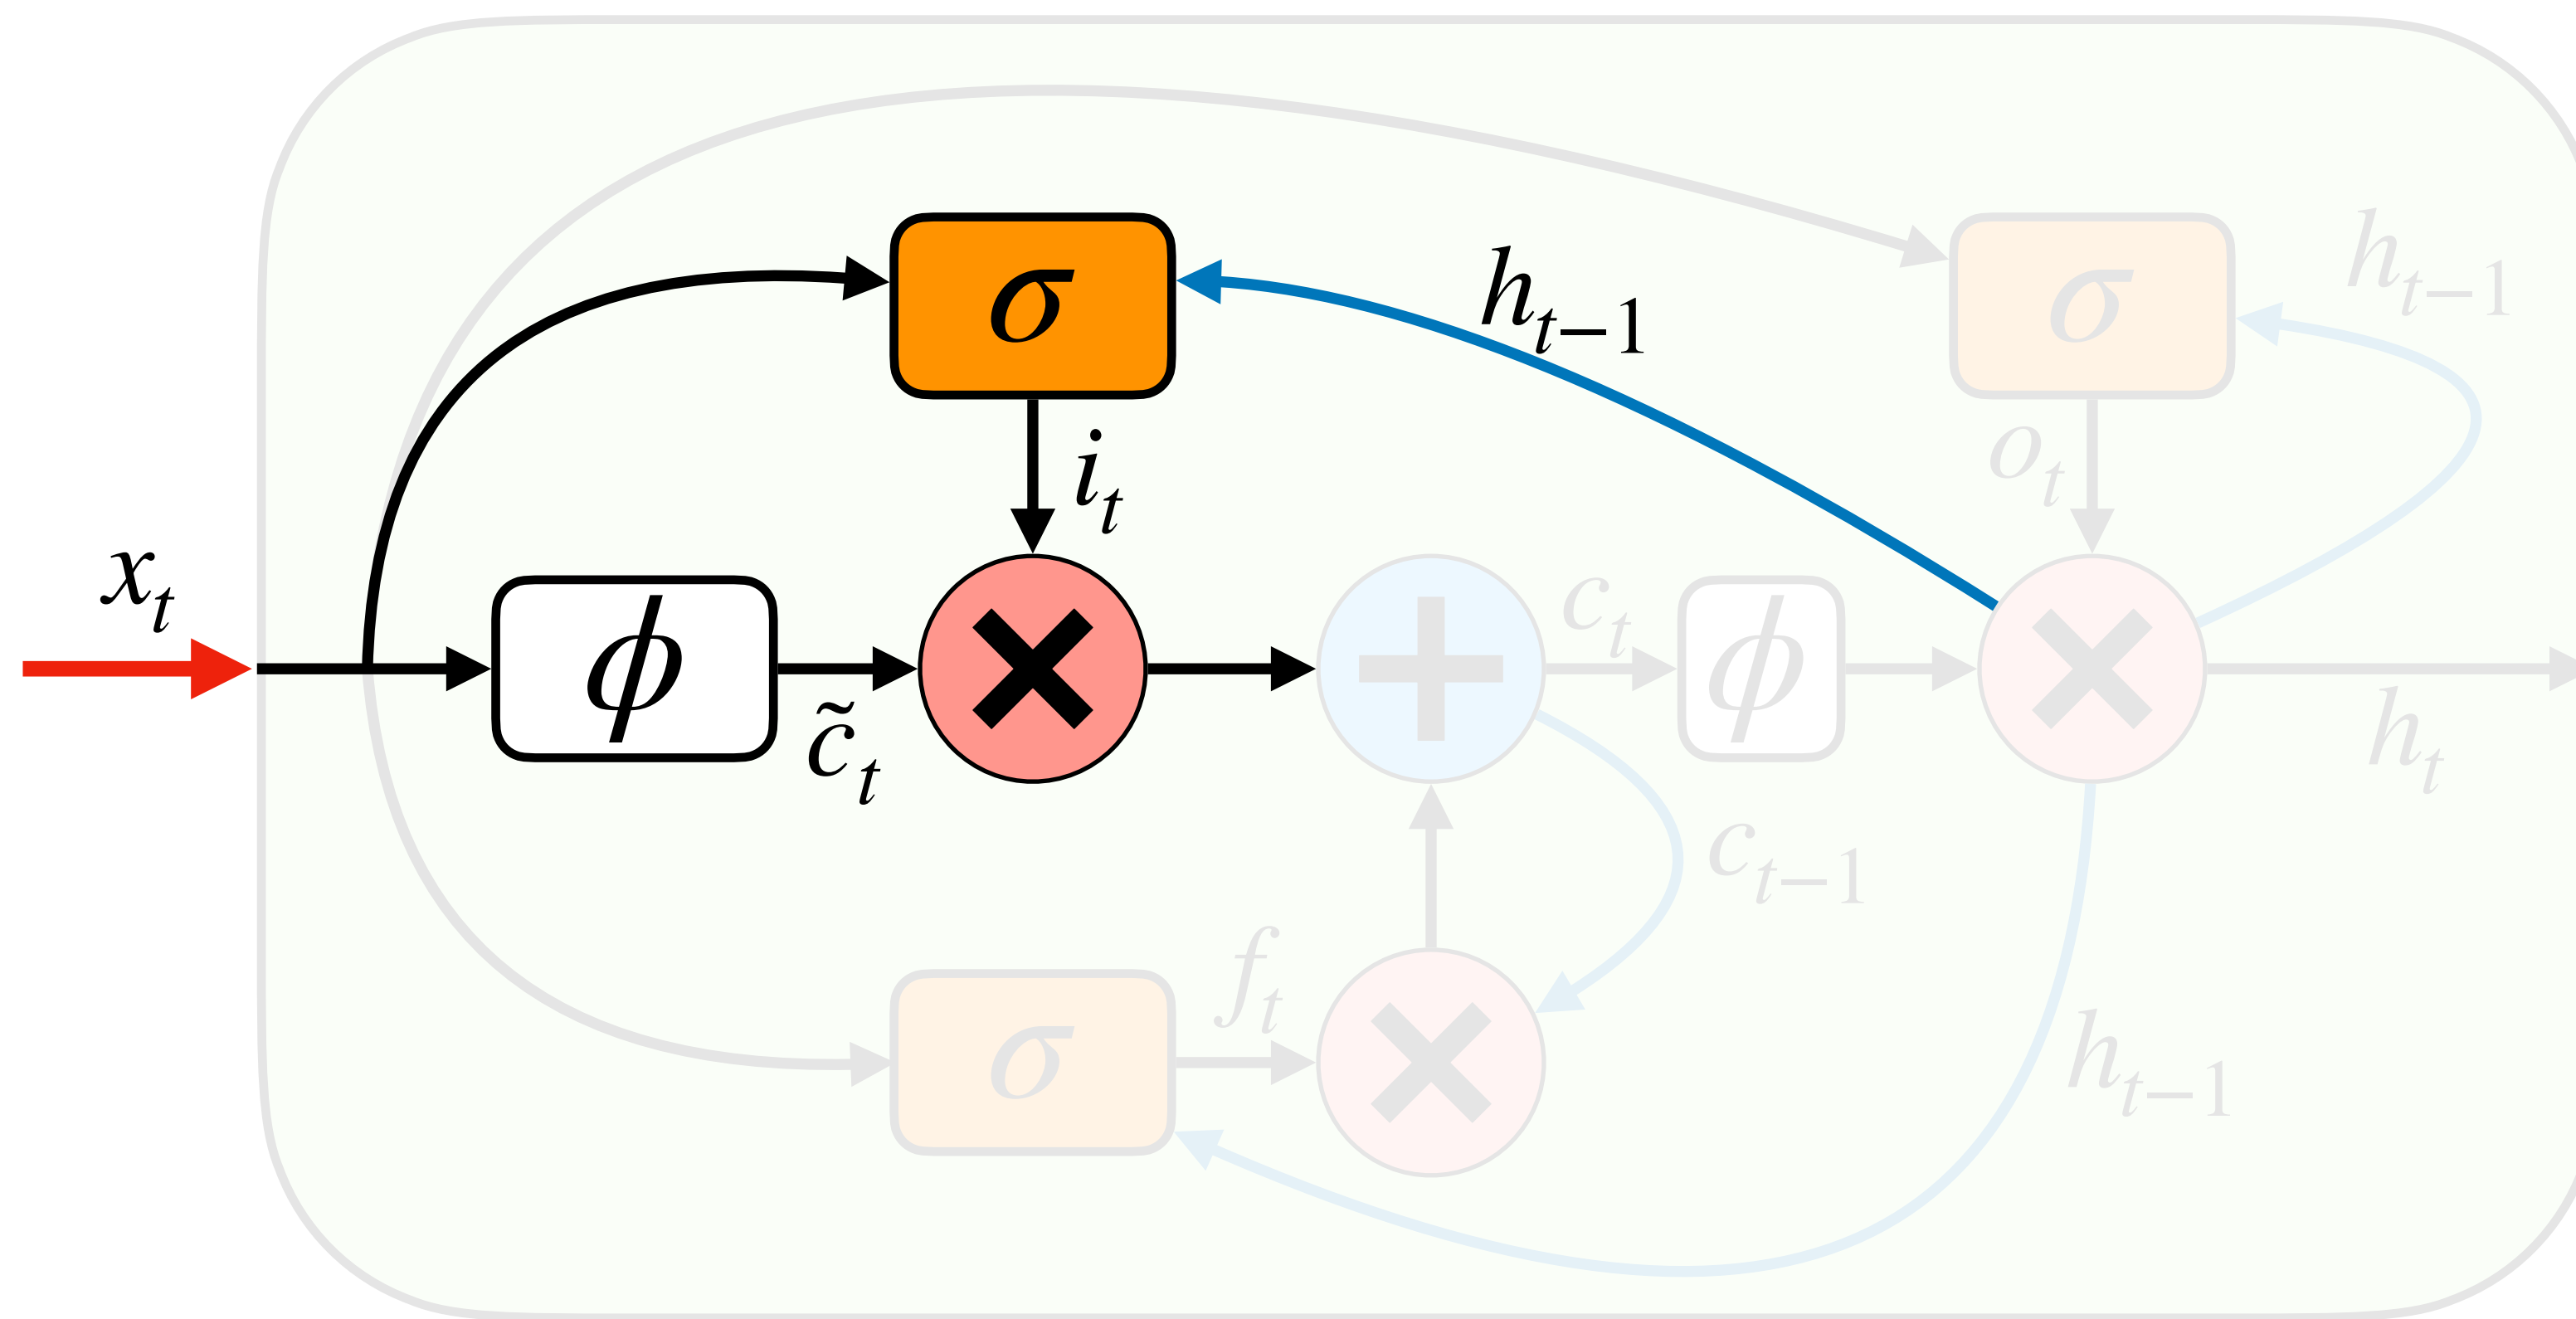 σ
h_{t-1}
σ
h_{t-1}
i_t
o_t
x_t
ϕ
c̃_t
×
+
c_t
ϕ
×
h_t
c_{t-1}
σ
f_t
×
h_{t-1}